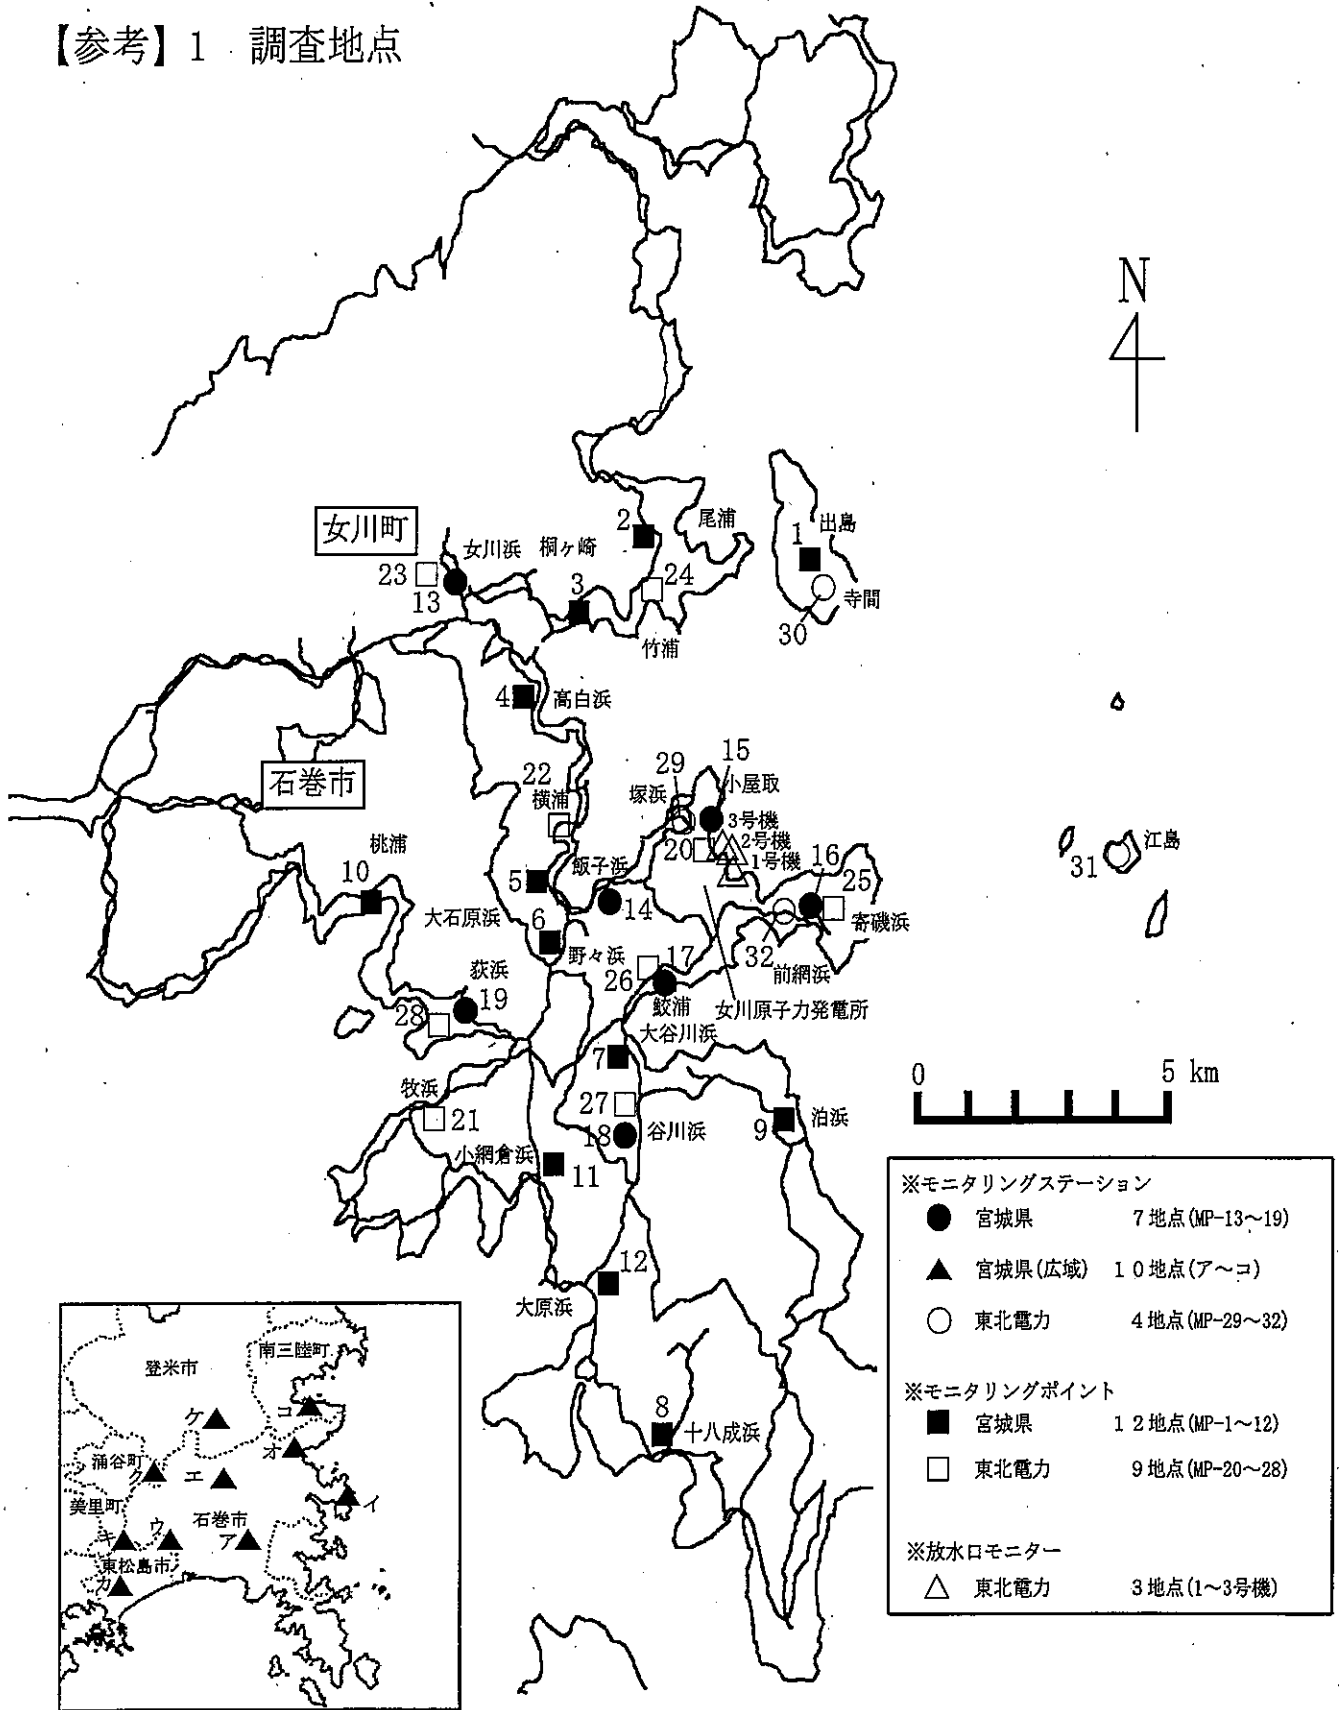 【参考】1 調査地点
N
女川町
女川浜
桐ヶ崎
2
尾浦
1
出島
23
13
3
24
竹浦
30
寺間
4
高白浜
石巻市
22
横浦
29
塚浜
15
小屋取
3号機
2号機
1号機
20
16
25
寄磯浜
31
江島
桃浦
10
5
飯子浜
14
大石原浜
6
野々浜
17
26
鮫浦
32
前網浜
女川原子力発電所
荻浜
19
28
大谷川浜
7
牧浜
21
27
18
谷川浜
9
泊浜
小網倉浜
11
12
大原浜
8
十八成浜
0 5 km
※モニタリングステーション
● 宮城県 7地点(MP-13～19)
▲ 宮城県(広域) 10地点(ア～コ)
○ 東北電力 4地点(MP-29～32)
※モニタリングポイント
■ 宮城県 12地点(MP-1～12)
□ 東北電力 9地点(MP-20～28)
※放水口モニター
△ 東北電力 3地点(1～3号機)
南三陸町
登米市
ケ
コ
オ
涌谷町
ク
エ
イ
美里町
石巻市
キ
ウ
ア
東松島市
カ